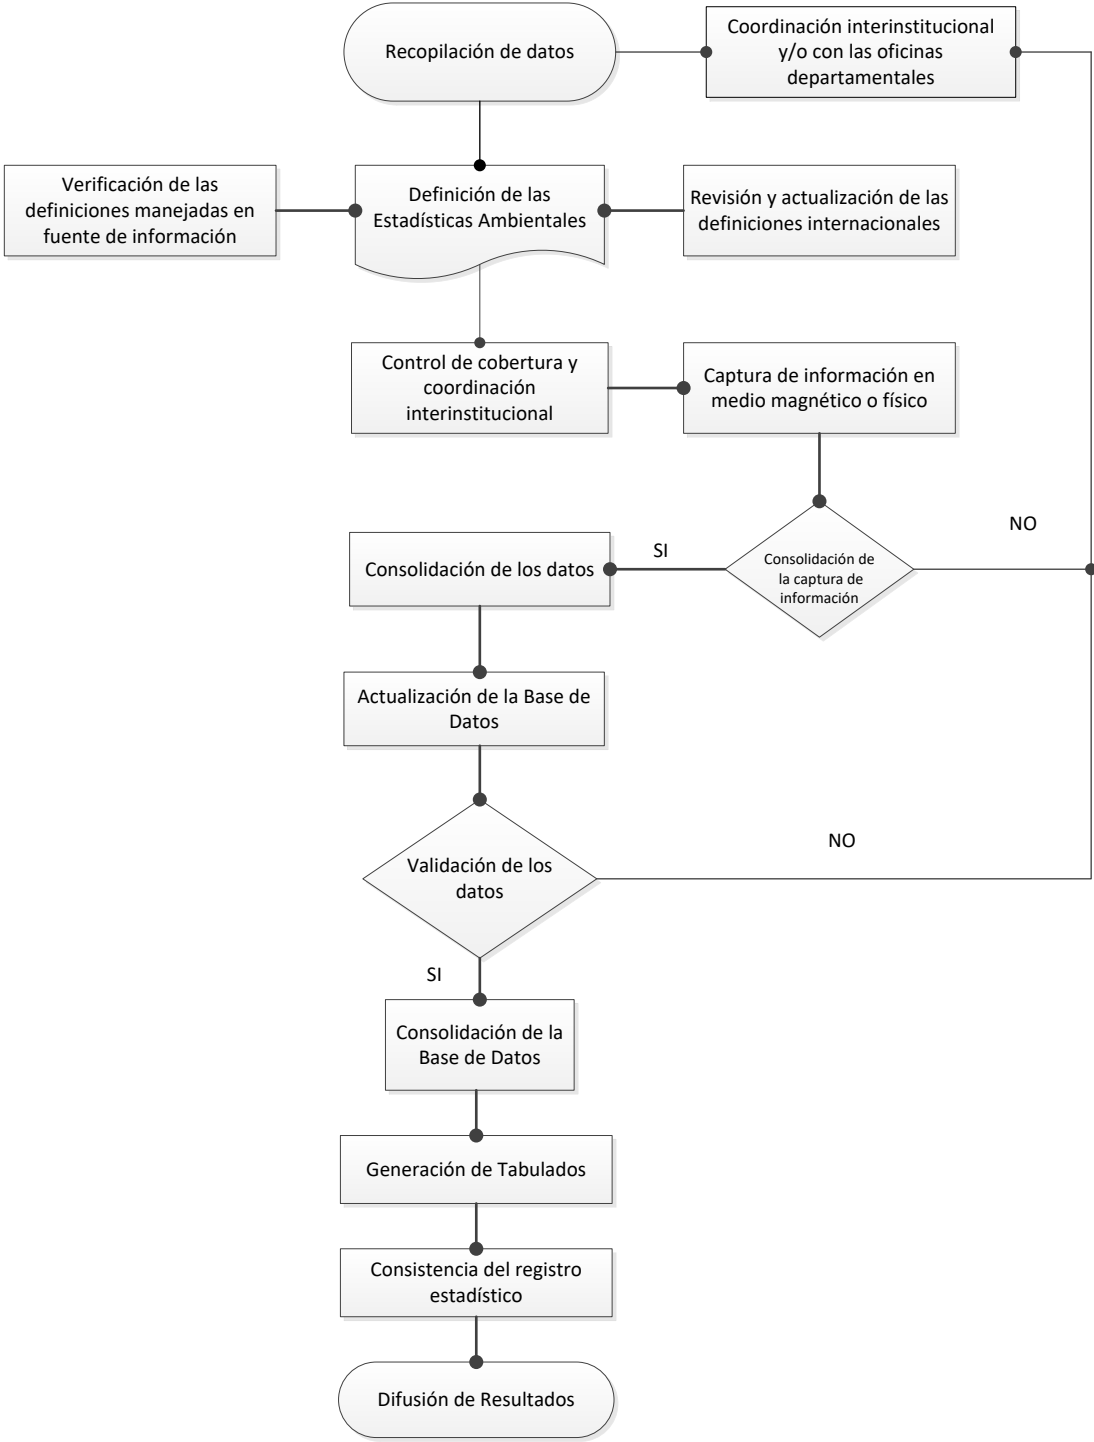 Recopilación de datos
Coordinación interinstitucional
y/o con las oficinas
departamentales
Verificación de las
definiciones manejadas en
fuente de información
Definición de las
Estadísticas Ambientales
Revisión y actualización de las
definiciones internacionales
Control de cobertura y
coordinación
interinstitucional
Captura de información en
medio magnético o físico
NO
SI
Consolidación de
la captura de
información
Consolidación de los datos
Actualización de la Base de
Datos
NO
Validación de los
datos
SI
Consolidación de la
Base de Datos
Generación de Tabulados
Consistencia del registro
estadístico
Difusión de Resultados